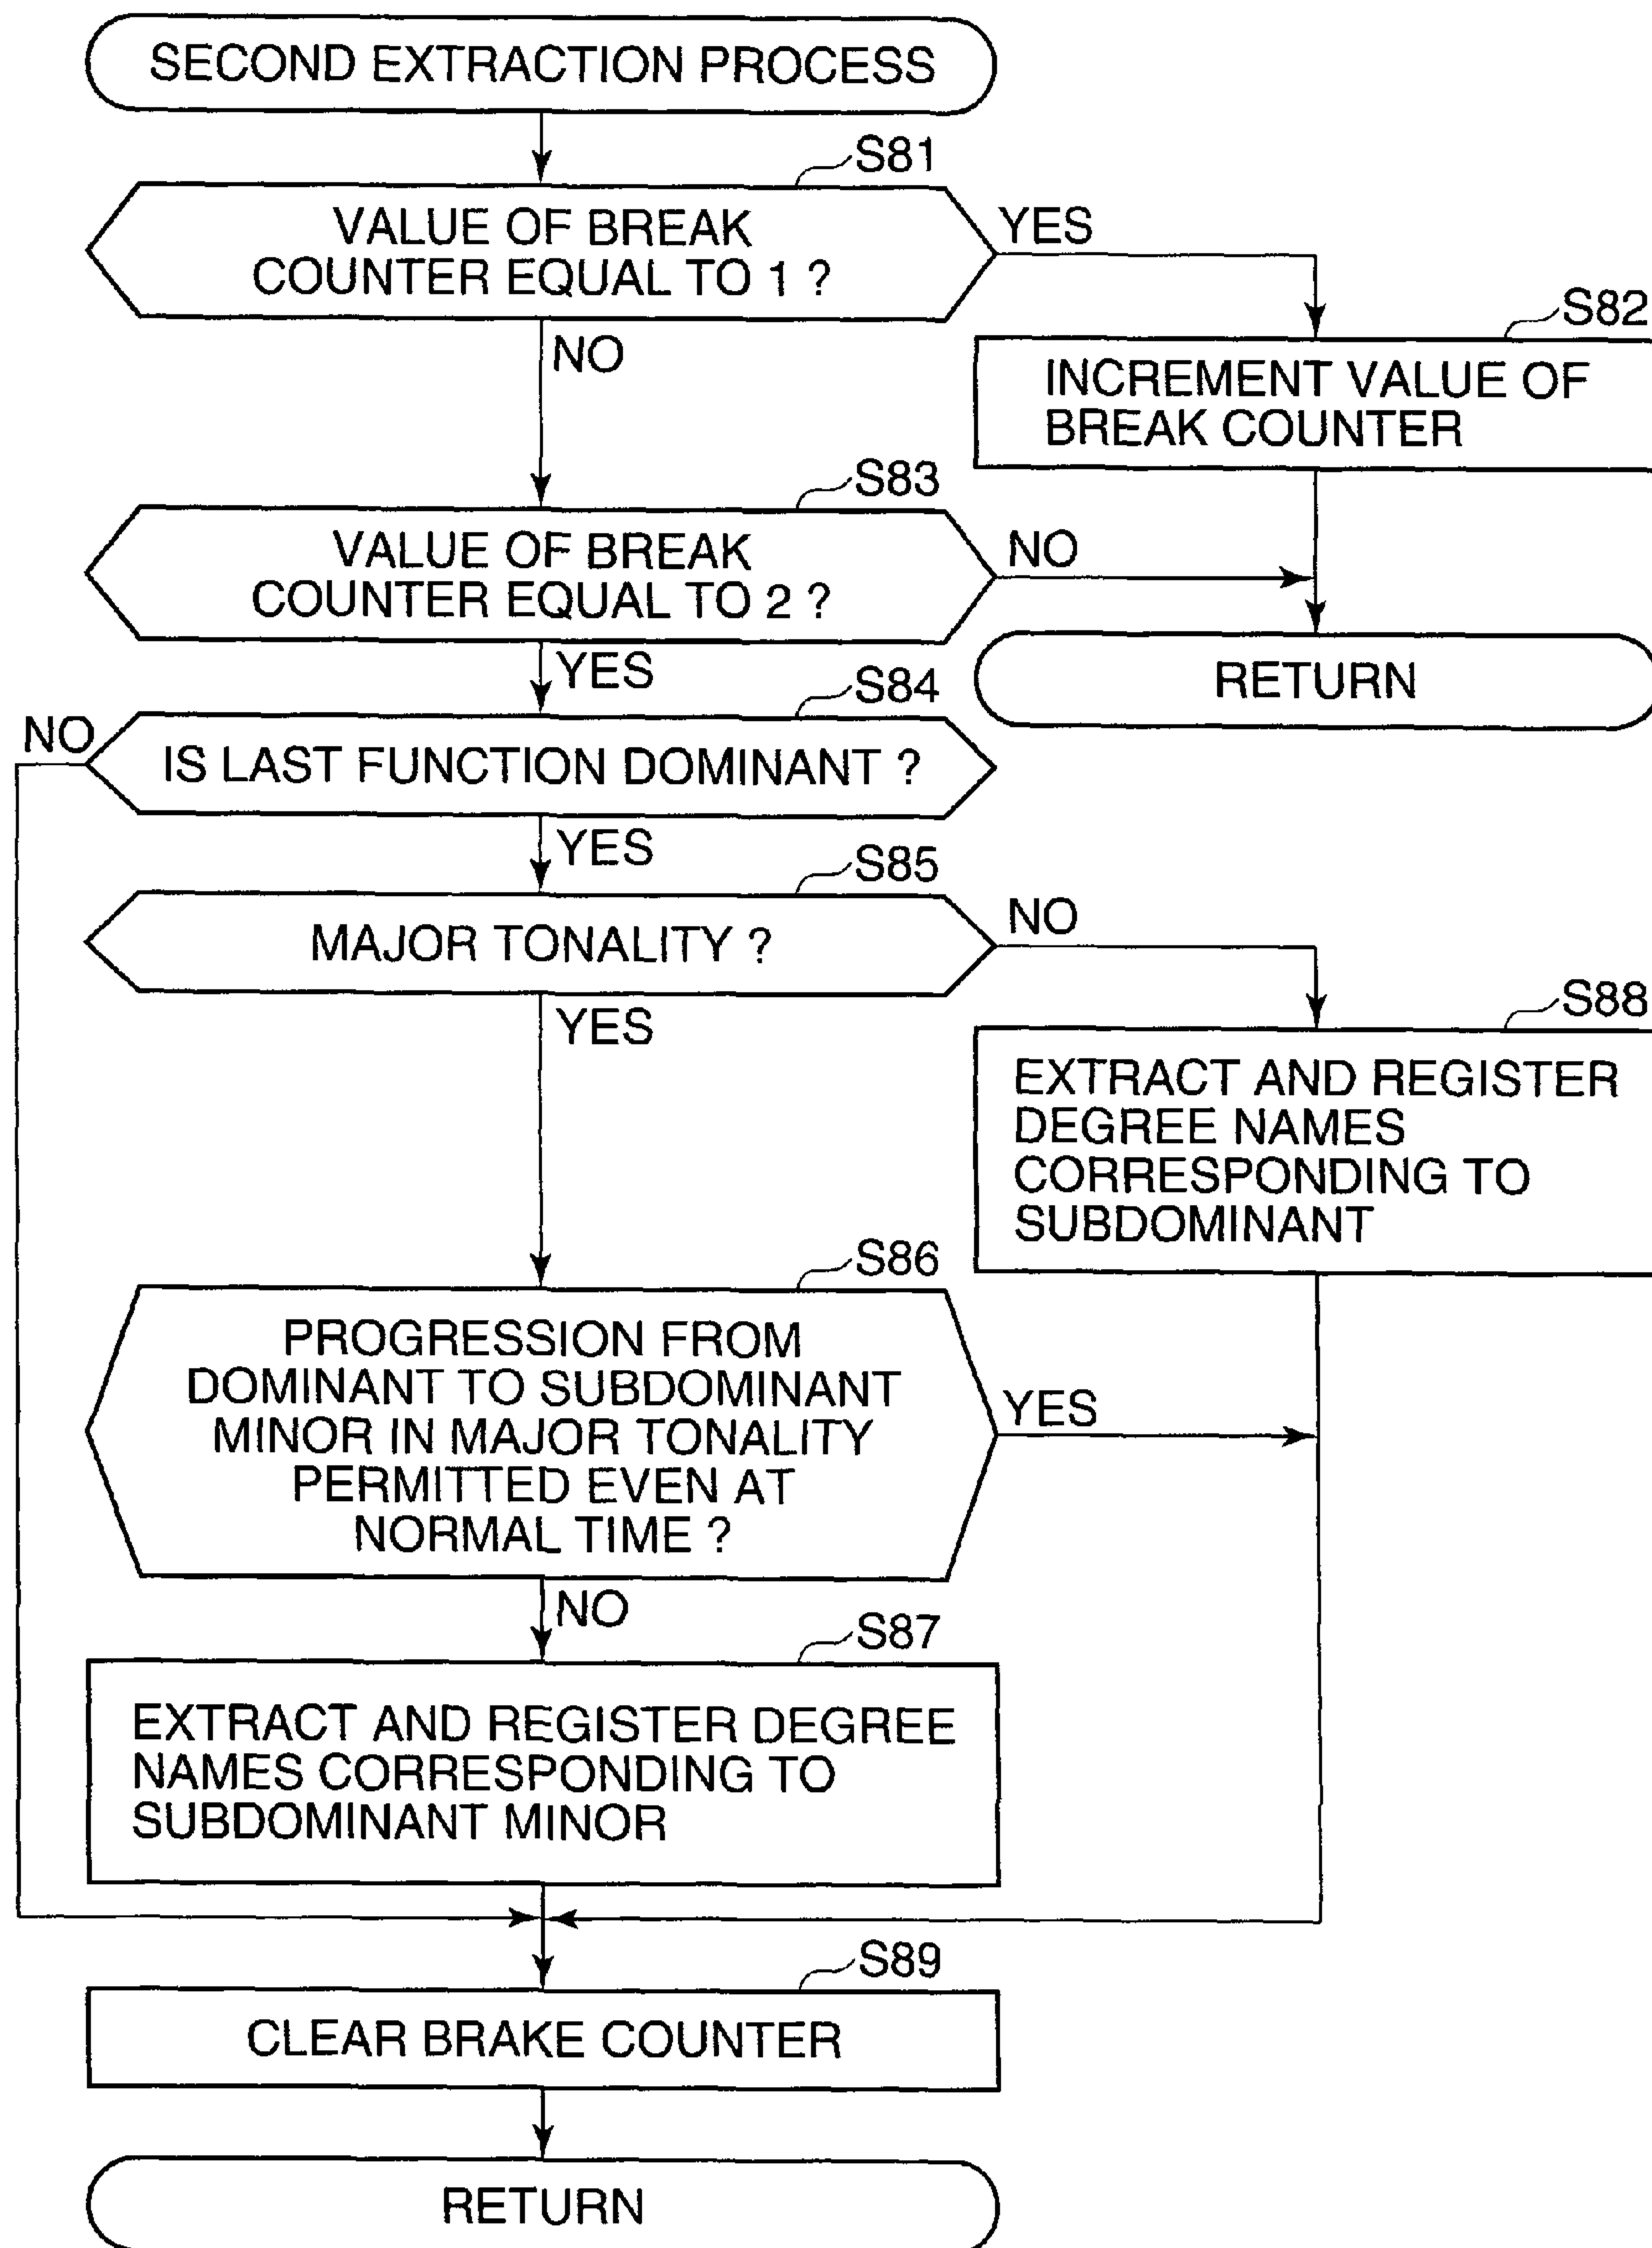 SECOND EXTRACTION PROCESS
S81
VALUE OF BREAK
COUNTER EQUAL TO 1 ?
YES
NO
S82
INCREMENT VALUE OF
BREAK COUNTER
S83
VALUE OF BREAK
COUNTER EQUAL TO 2 ?
NO
YES
RETURN
S84
NO
IS LAST FUNCTION DOMINANT ?
YES
S85
MAJOR TONALITY ?
NO
YES
S88
EXTRACT AND REGISTER
DEGREE NAMES
CORRESPONDING TO
SUBDOMINANT
S86
PROGRESSION FROM
DOMINANT TO SUBDOMINANT
MINOR IN MAJOR TONALITY
PERMITTED EVEN AT
NORMAL TIME ?
YES
NO
S87
EXTRACT AND REGISTER DEGREE
NAMES CORRESPONDING TO
SUBDOMINANT MINOR
S89
CLEAR BRAKE COUNTER
RETURN